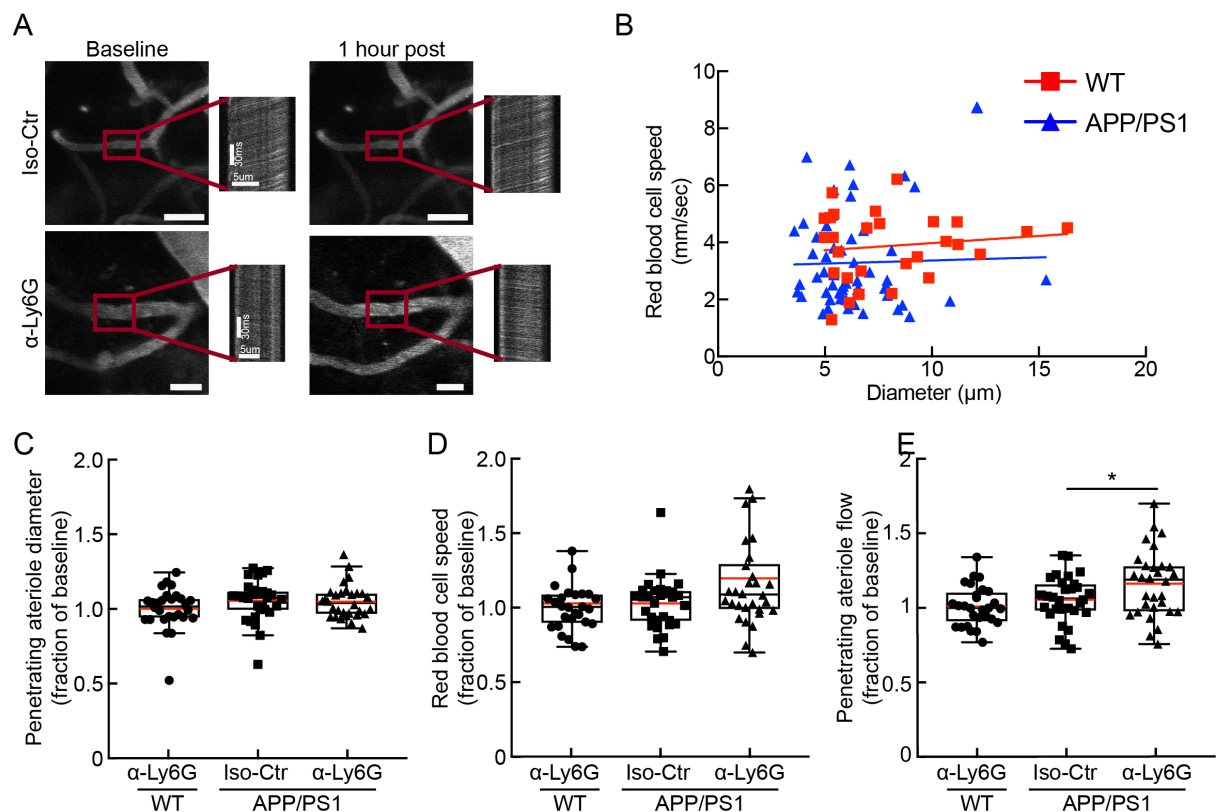 A
Baseline
1 hour post
Iso-Ctr
30ms
5um
α-Ly6G
30ms
5um
A
B
10
8
6
4
2
0
0
5
10
15
20
Red blood cell speed
(mm/sec)
Diameter (µm)
WT
APP/PS1
C
Penetrating ateriole diameter
(fraction of baseline)
2.0
1.5
1.0
0.5
0
α-Ly6G
Iso-Ctr
α-Ly6G
WT
APP/PS1
D
Red blood cell speed
(fraction of baseline)
2.0
1.5
1.0
0.5
0
α-Ly6G
Iso-Ctr
α-Ly6G
WT
APP/PS1
E
Penetrating ateriole flow
(fraction of baseline)
2
1.5
1
0.5
0
*
α-Ly6G
Iso-Ctr
α-Ly6G
WT
APP/PS1